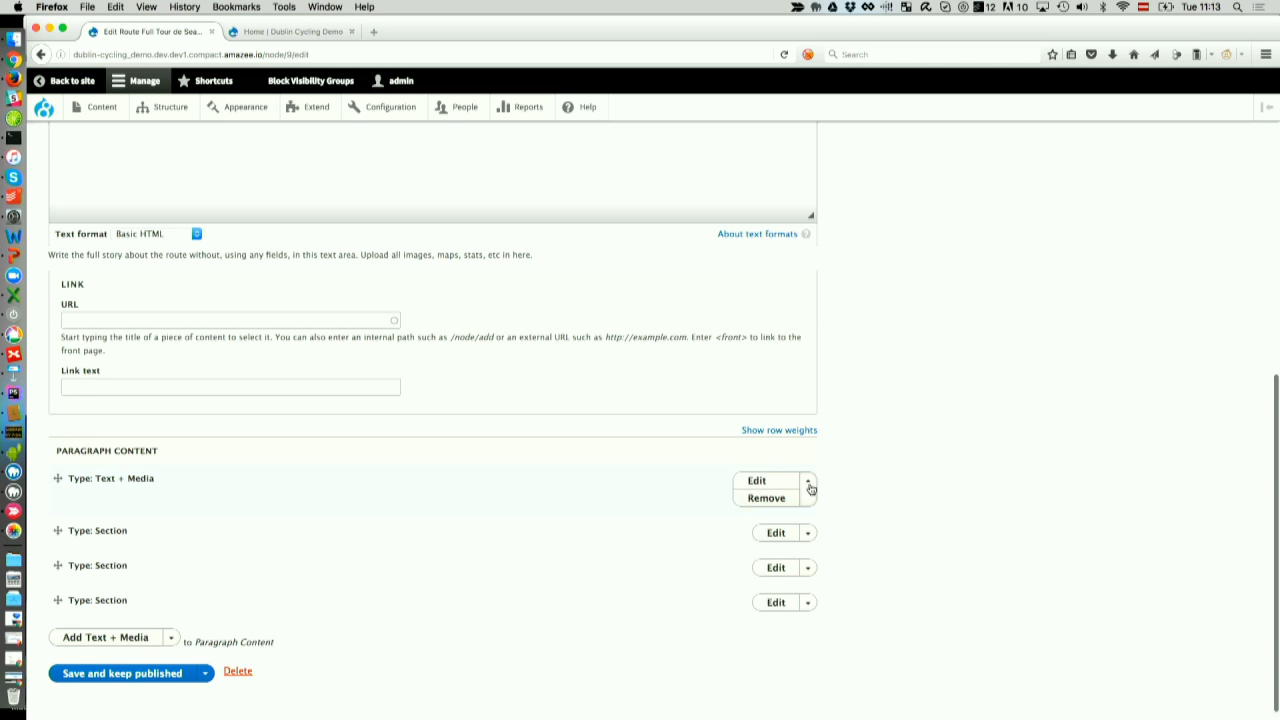 Firefox File Edit View History Bookmarks Tools Window Help 12 10 Tue 11:13
Edit Route Full Tour de Sea... × Home | Dublin Cycling Demo × +
dublin-cycling_demo.dev.dev1.compact.amazee.io/node/9/edit Search
Back to site Manage Shortcuts Block Visibility Groups admin
Content Structure Appearance Extend Configuration People Reports Help
Text format Basic HTML About text formats ?
Write the full story about the route without, using any fields, in this text area. Upload all images, maps, stats, etc in here.
LINK
URL
Start typing the title of a piece of content to select it. You can also enter an internal path such as /node/add or an external URL such as http://example.com. Enter <front> to link to the
front page.
Link text
Show row weights
PARAGRAPH CONTENT
Type: Text + Media Edit
Remove
Type: Section Edit
Type: Section Edit
Type: Section Edit
Add Text + Media to Paragraph Content
Save and keep published Delete